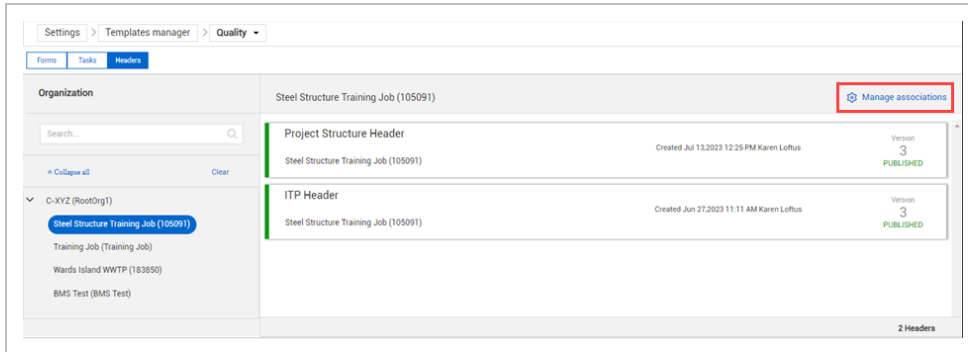 Settings > Templates manager > Quality
Forms Tasks Headers
Organization
Steel Structure Training Job (105091)
Manage associations
Search...
Collapse all Clear
C-XYZ (RootOrg1)
Steel Structure Training Job (105091)
Training Job (Training Job)
Wards Island WWTP (183850)
BMS Test (BMS Test)
Project Structure Header
Steel Structure Training Job (105091)
Created Jul 13,2023 12:25 PM Karen Loftus
Version
3
PUBLISHED
ITP Header
Steel Structure Training Job (105091)
Created Jun 27,2023 11:11 AM Karen Loftus
Version
3
PUBLISHED
2 Headers